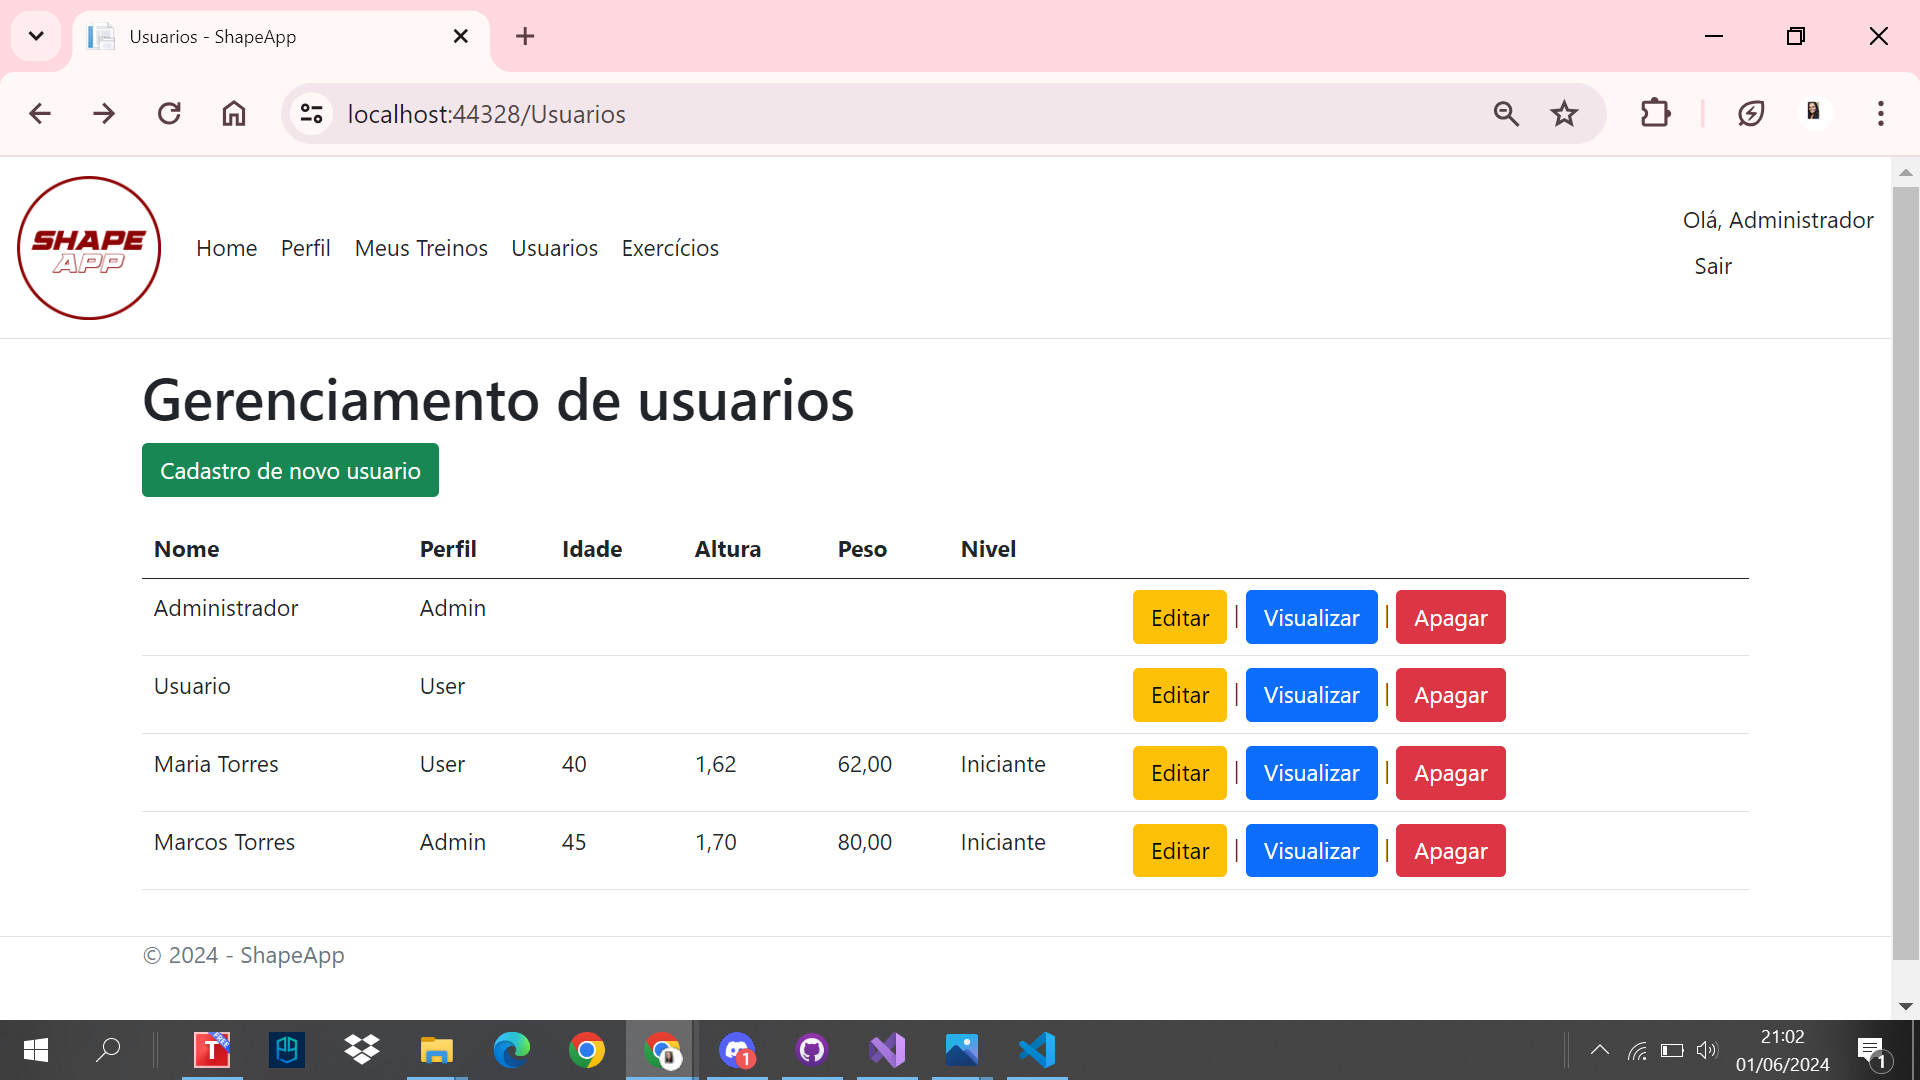 Usuarios - ShapeApp
localhost:44328/Usuarios
SHAPE
APP
Home Perfil Meus Treinos Usuarios Exercícios
Olá, Administrador
Sair
Gerenciamento de usuarios
Cadastro de novo usuario
Nome Perfil Idade Altura Peso Nivel
Administrador Admin Editar | Visualizar | Apagar
Usuario User Editar | Visualizar | Apagar
Maria Torres User 40 1,62 62,00 Iniciante Editar | Visualizar | Apagar
Marcos Torres Admin 45 1,70 80,00 Iniciante Editar | Visualizar | Apagar
© 2024 - ShapeApp
T FREE
1
21:02
01/06/2024
1